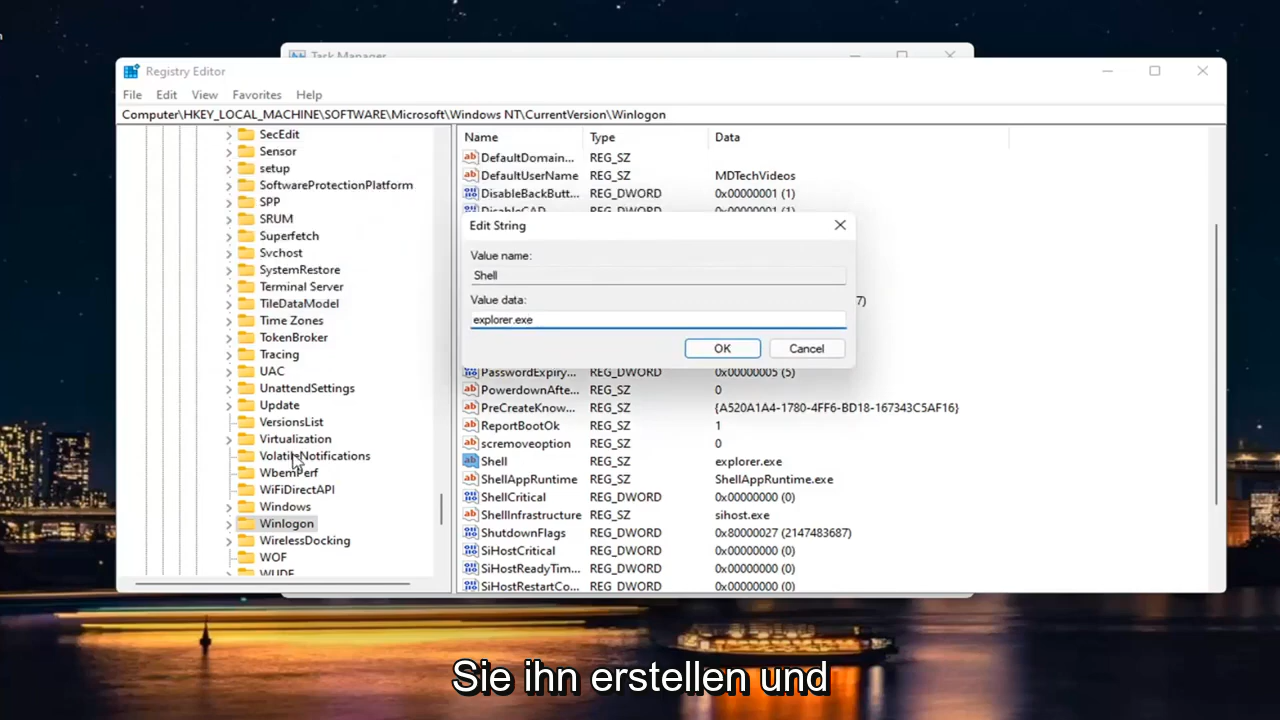 Task Manager
Registry Editor
File Edit View Favorites Help
Computer\HKEY_LOCAL_MACHINE\SOFTWARE\Microsoft\Windows NT\CurrentVersion\Winlogon
SecEdit
Sensor
setup
SoftwareProtectionPlatform
SPP
SRUM
Superfetch
Svchost
SystemRestore
Terminal Server
TileDataModel
Time Zones
TokenBroker
Tracing
UAC
UnattendSettings
Update
VersionsList
Virtualization
VolatileNotifications
WbemPerf
WiFiDirectAPI
Windows
Winlogon
WirelessDocking
WOF
WUDF
Name Type Data
DefaultDomain... REG_SZ
DefaultUserName REG_SZ MDTechVideos
DisableBackButt... REG_DWORD 0x00000001 (1)
DisableCAD REG_DWORD 0x00000001 (1)
Edit String
Value name:
Shell
Value data:
explorer.exe
OK Cancel
7)
PasswordExpiry... REG_DWORD 0x00000005 (5)
PowerdownAfte... REG_SZ 0
PreCreateKnow... REG_SZ {A520A1A4-1780-4FF6-BD18-167343C5AF16}
ReportBootOk REG_SZ 1
scremoveoption REG_SZ 0
Shell REG_SZ explorer.exe
ShellAppRuntime REG_SZ ShellAppRuntime.exe
ShellCritical REG_DWORD 0x00000000 (0)
ShellInfrastructure REG_SZ sihost.exe
ShutdownFlags REG_DWORD 0x80000027 (2147483687)
SiHostCritical REG_DWORD 0x00000000 (0)
SiHostReadyTim... REG_DWORD 0x00000000 (0)
SiHostRestartCo... REG_DWORD 0x00000000 (0)
Sie ihn erstellen und